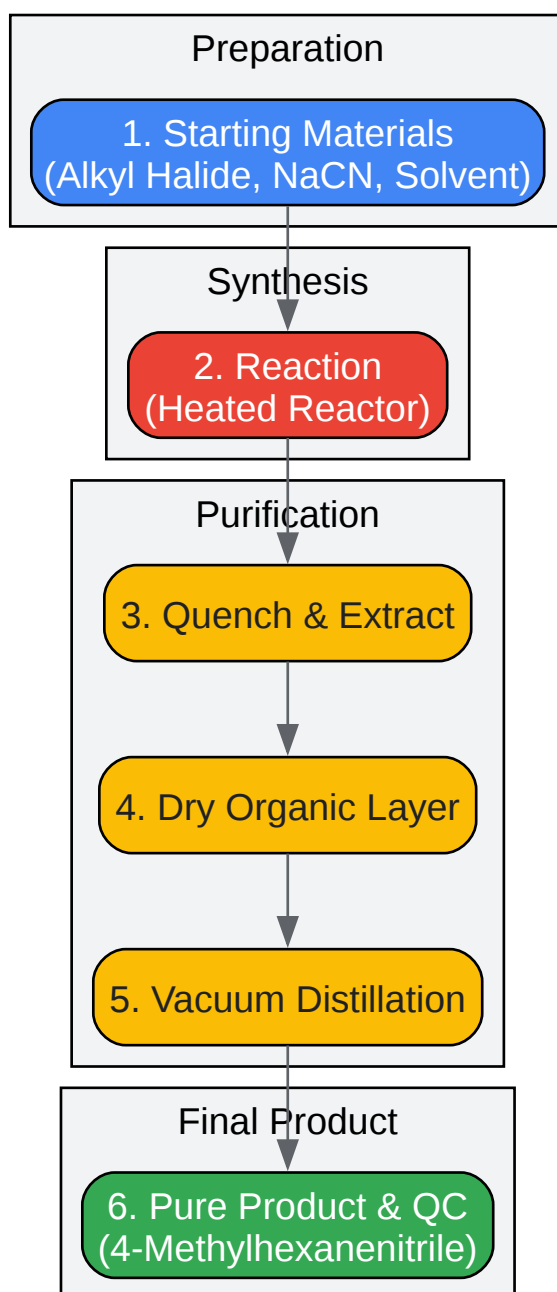 Preparation
1. Starting Materials
(Alkyl Halide, NaCN, Solvent)
Synthesis
2. Reaction
(Heated Reactor)
Purification
3. Quench & Extract
4. Dry Organic Layer
5. Vacuum Distillation
Final Product
6. Pure Product & QC
(4-Methylhexanenitrile)